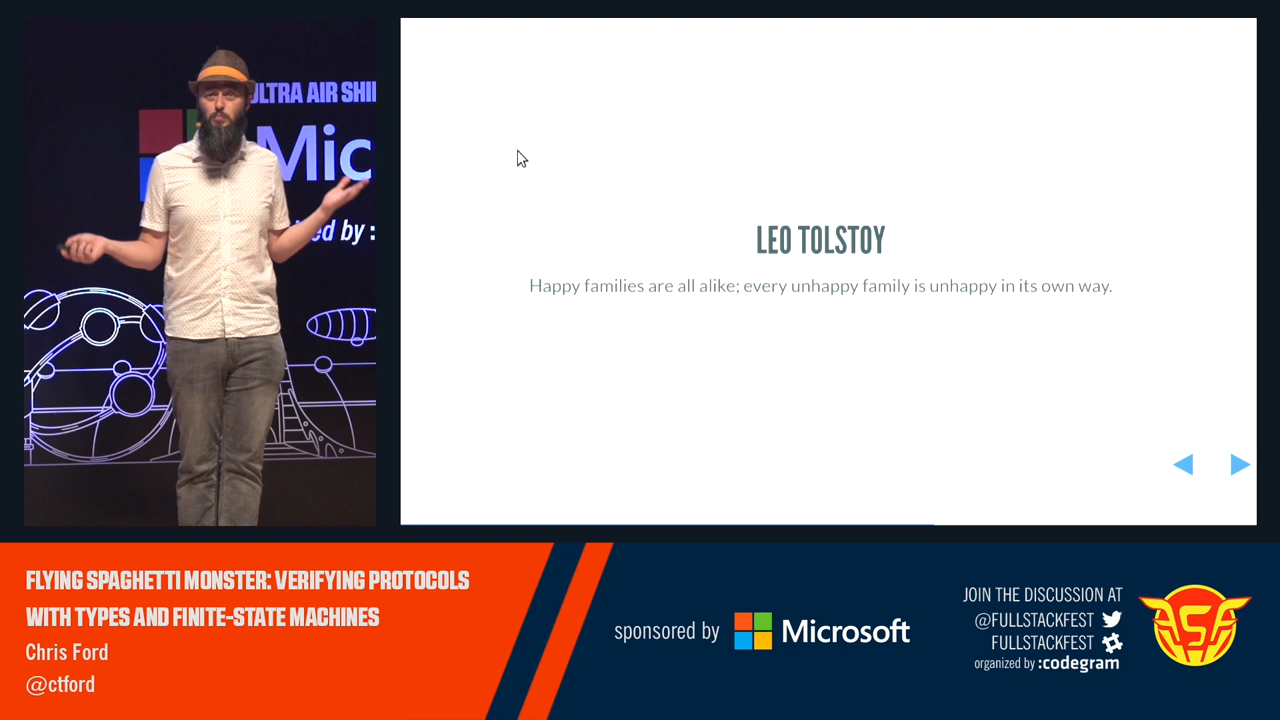 ULTRA AIR SHI
Mic
ed by :
LEO TOLSTOY
Happy families are all alike; every unhappy family is unhappy in its own way.
FLYING SPAGHETTI MONSTER: VERIFYING PROTOCOLS
WITH TYPES AND FINITE-STATE MACHINES
Chris Ford
@ctford
sponsored by Microsoft
JOIN THE DISCUSSION AT
@FULLSTACKFEST
FULLSTACKFEST
organized by :codegram
FSF